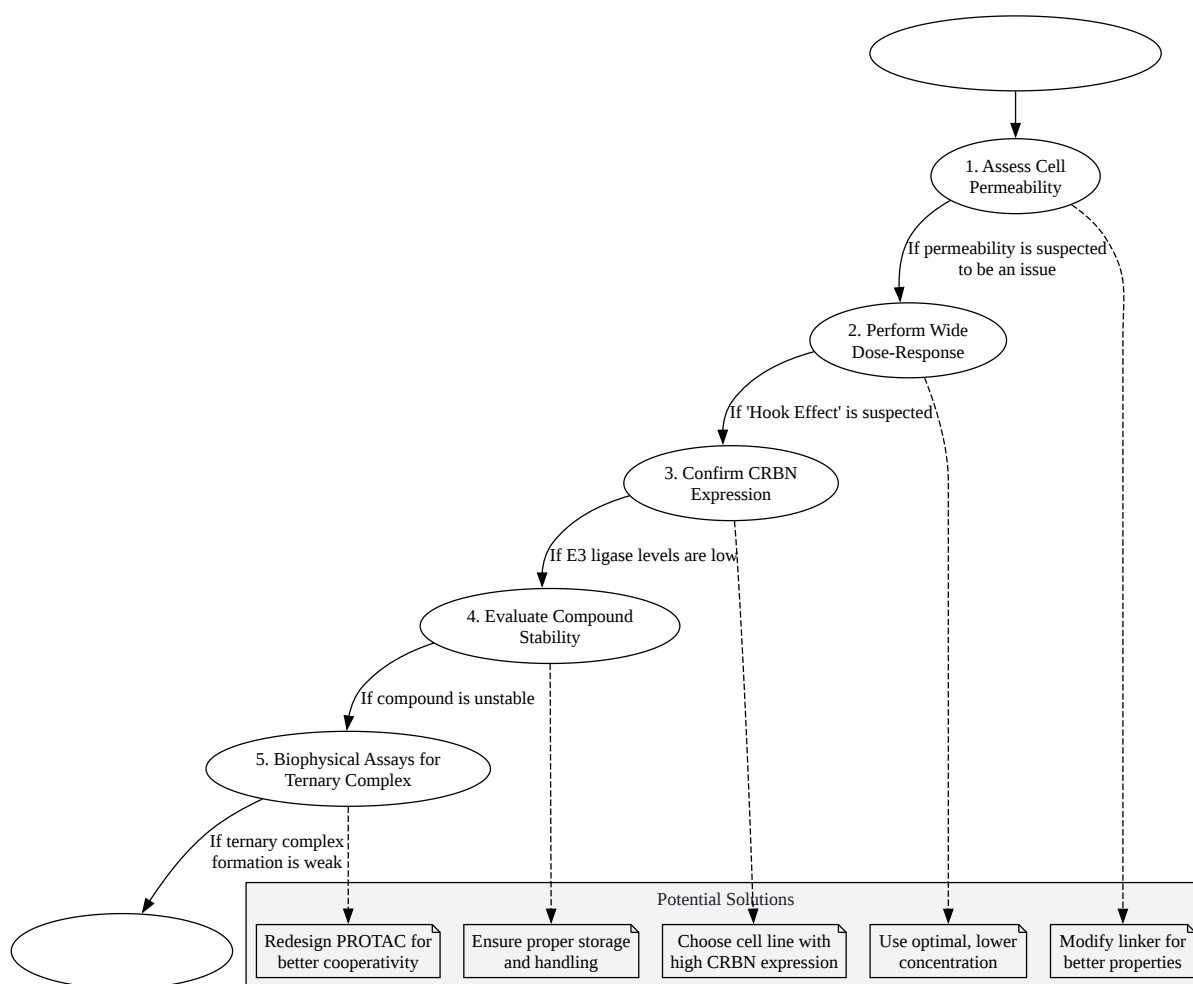 1. Assess Cell
Permeability
If permeability is suspected
to be an issue
2. Perform Wide
Dose-Response
If 'Hook Effect' is suspected
3. Confirm CRBN
Expression
If E3 ligase levels are low
4. Evaluate Compound
Stability
If compound is unstable
5. Biophysical Assays for
Ternary Complex
If ternary complex
formation is weak
Potential Solutions
Redesign PROTAC for
better cooperativity
Ensure proper storage
and handling
Choose cell line with
high CRBN expression
Use optimal, lower
concentration
Modify linker for
better properties